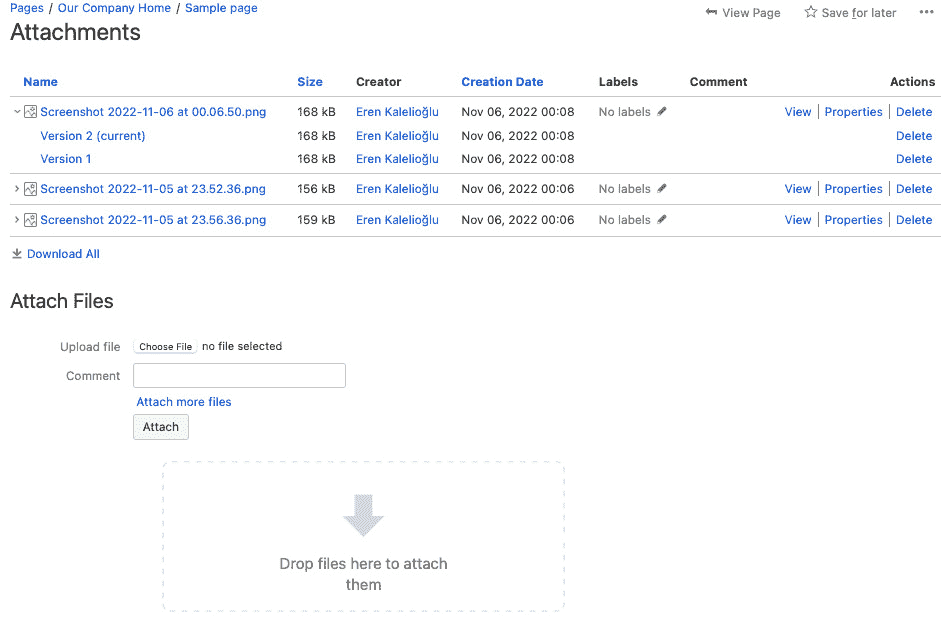 Pages / Our Company Home / Sample page
View Page Save for later
Attachments
Name Size Creator Creation Date Labels Comment Actions
Screenshot 2022-11-06 at 00.06.50.png 168 kB Eren Kalelioğlu Nov 06, 2022 00:08 No labels View Properties Delete
Version 2 (current) 168 kB Eren Kalelioğlu Nov 06, 2022 00:08 Delete
Version 1 168 kB Eren Kalelioğlu Nov 06, 2022 00:08 Delete
Screenshot 2022-11-05 at 23.52.36.png 156 kB Eren Kalelioğlu Nov 06, 2022 00:06 No labels View Properties Delete
Screenshot 2022-11-05 at 23.56.36.png 159 kB Eren Kalelioğlu Nov 06, 2022 00:06 No labels View Properties Delete
Download All
Attach Files
Upload file Choose File no file selected
Comment
Attach more files
Attach
Drop files here to attach
them